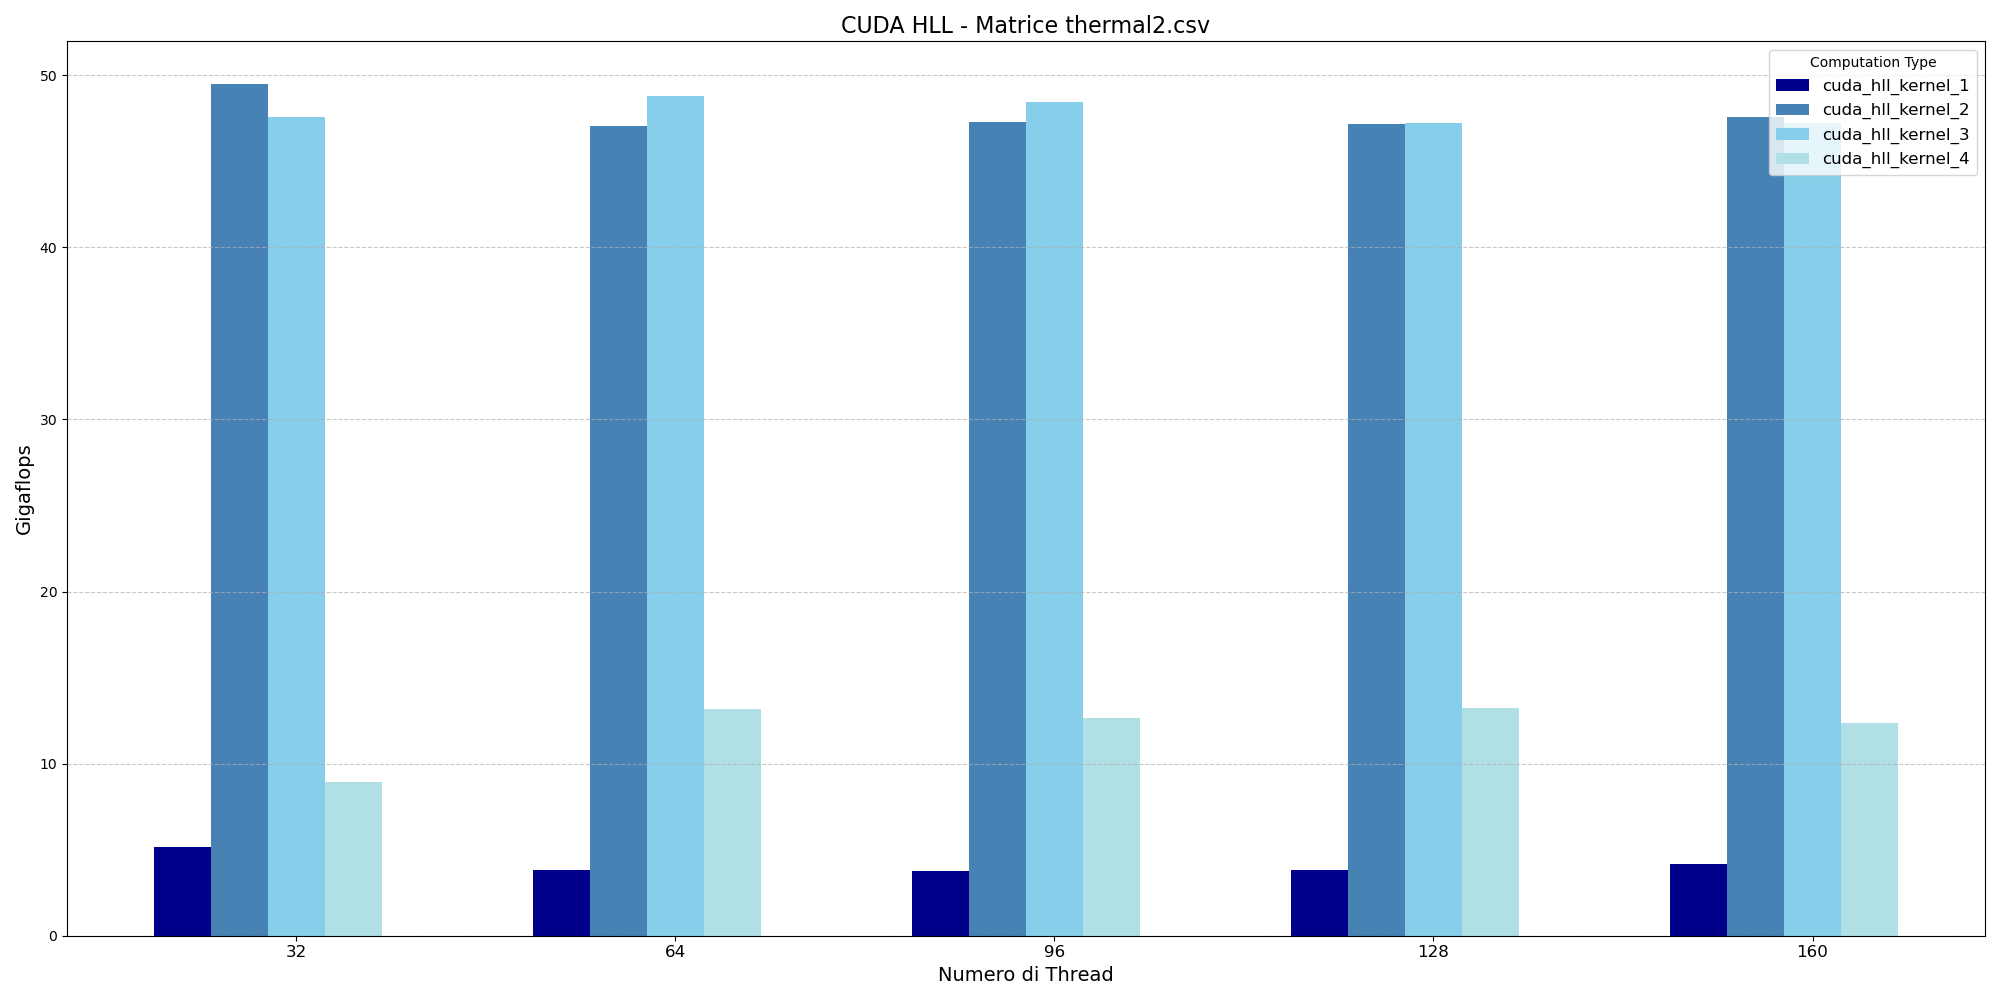 CUDA HLL - Matrice thermal2.csv
Gigaflops
50
40
30
20
10
0
Computation Type
cuda_hll_kernel_1
cuda_hll_kernel_2
cuda_hll_kernel_3
cuda_hll_kernel_4
32 64 96 128 160
Numero di Thread